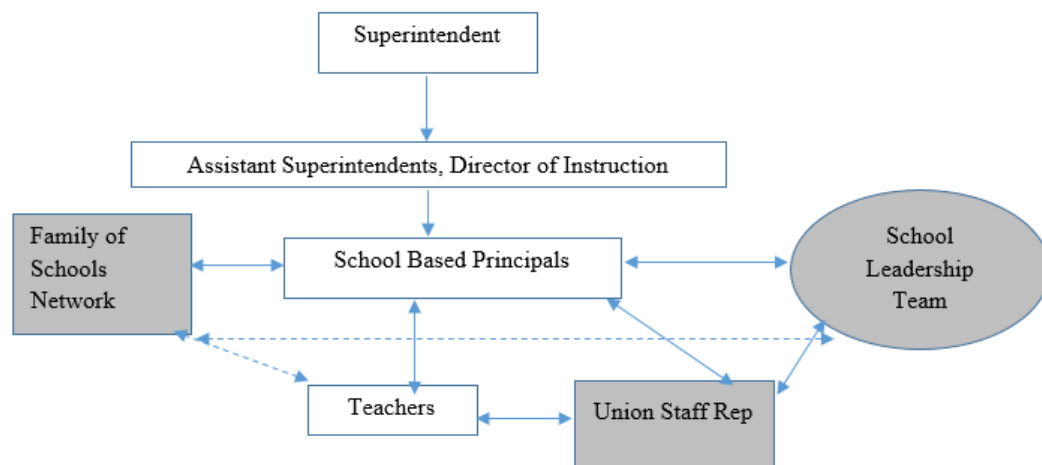 Superintendent
Assistant Superintendents, Director of Instruction
Family of
Schools
Network
School Based Principals
School
Leadership
Team
Teachers
Union Staff Rep